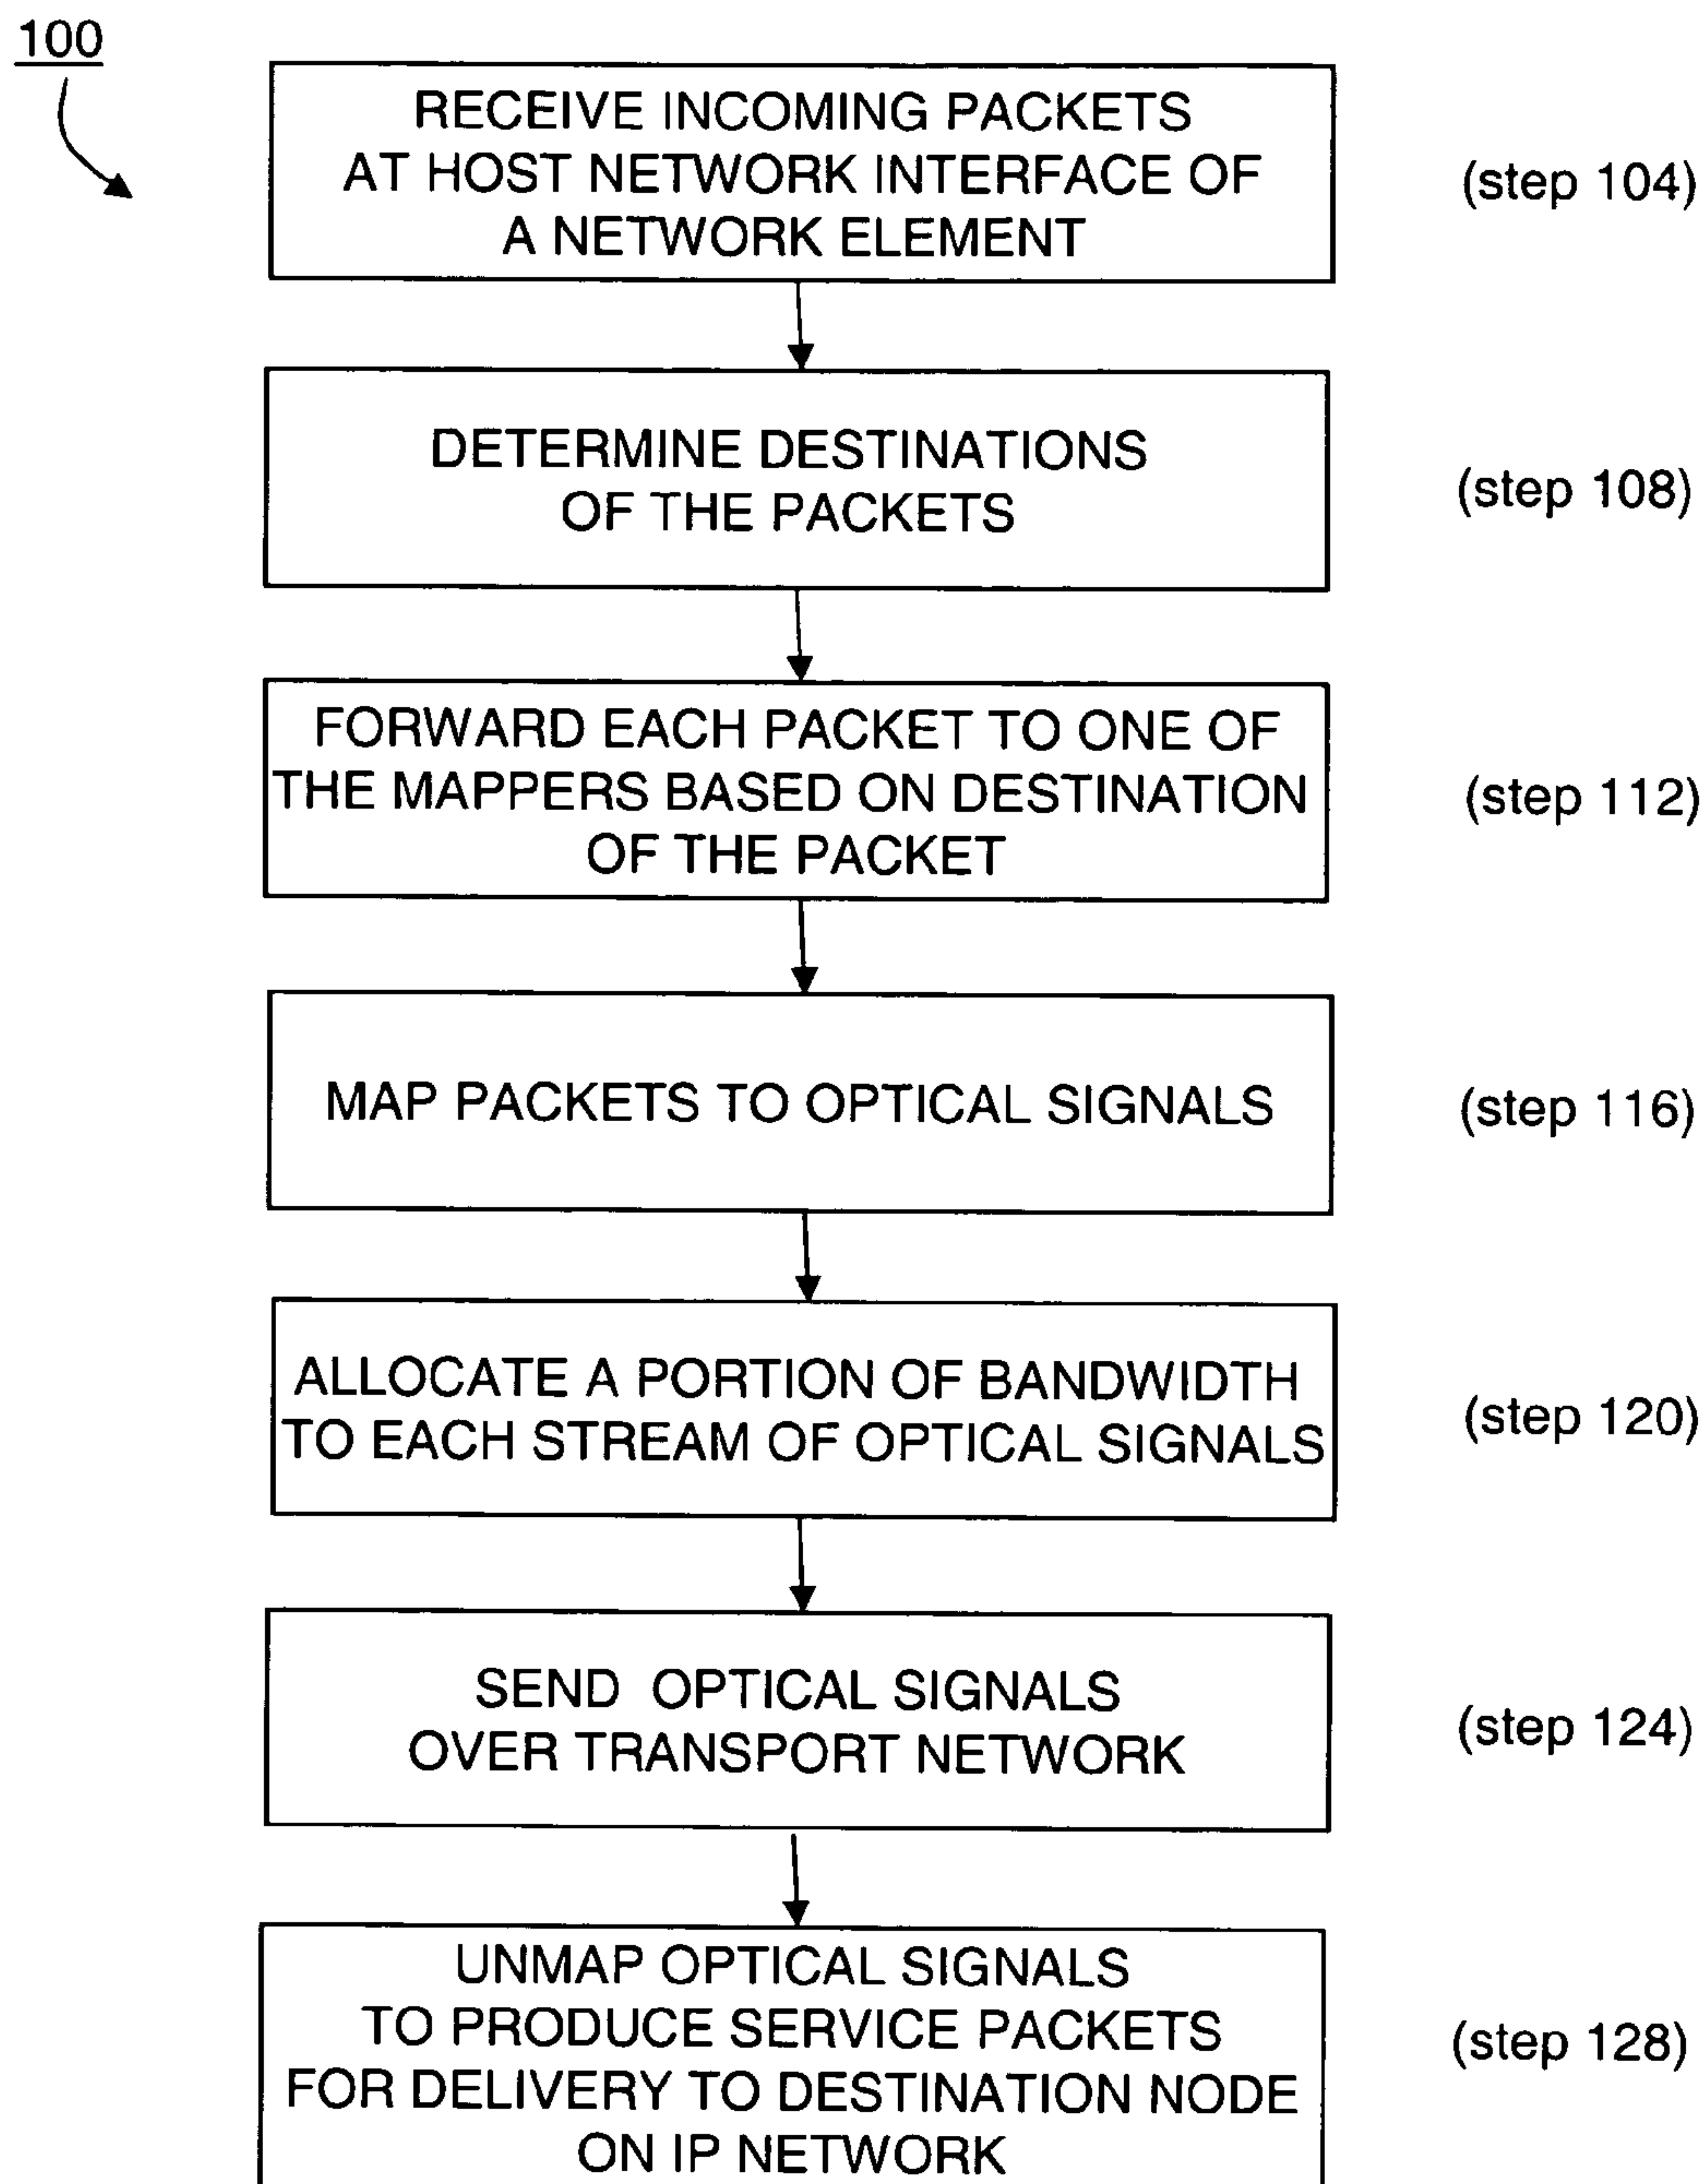 100
RECEIVE INCOMING PACKETS
AT HOST NETWORK INTERFACE OF
A NETWORK ELEMENT
(step 104)
DETERMINE DESTINATIONS
OF THE PACKETS
(step 108)
FORWARD EACH PACKET TO ONE OF
THE MAPPERS BASED ON DESTINATION
OF THE PACKET
(step 112)
MAP PACKETS TO OPTICAL SIGNALS
(step 116)
ALLOCATE A PORTION OF BANDWIDTH
TO EACH STREAM OF OPTICAL SIGNALS
(step 120)
SEND OPTICAL SIGNALS
OVER TRANSPORT NETWORK
(step 124)
UNMAP OPTICAL SIGNALS
TO PRODUCE SERVICE PACKETS
FOR DELIVERY TO DESTINATION NODE
ON IP NETWORK
(step 128)